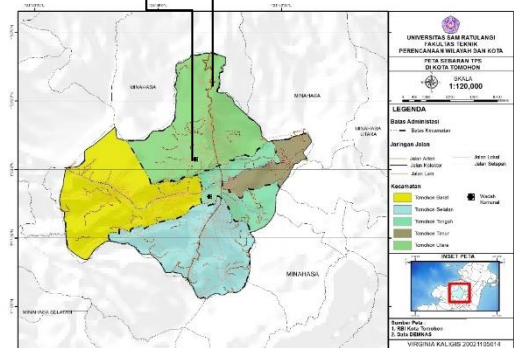 UNIVERSITAS SAM RATULANGI
FAKULTAS TEKNIK
PERENCANAAN WILAYAH DAN KOTA
PETA SEBARAN TPS
DI KOTA TOMOHON
SKALA
1:120,000
LEGENDA
Batas Administrasi
Batas Kecamatan
Jaringan Jalan
Jalan Arteri
Jalan Kolektor
Jalan Lain
Jalan Lokal
Jalan Setapak
Kecamatan
Tomohon Barat
Tomohon Selatan
Tomohon Tengah
Tomohon Timur
Tomohon Utara
Wadah
Komunal
INSET PETA
Sumber Peta :
1. RBI Kota Tomohon
2. Data DEMNAS
VIRGINIA KALIGIS 20021105014
MINAHASA
MINAHASA
MINAHASA
UTARA
MINAHASA
MINAHASA SELATAN